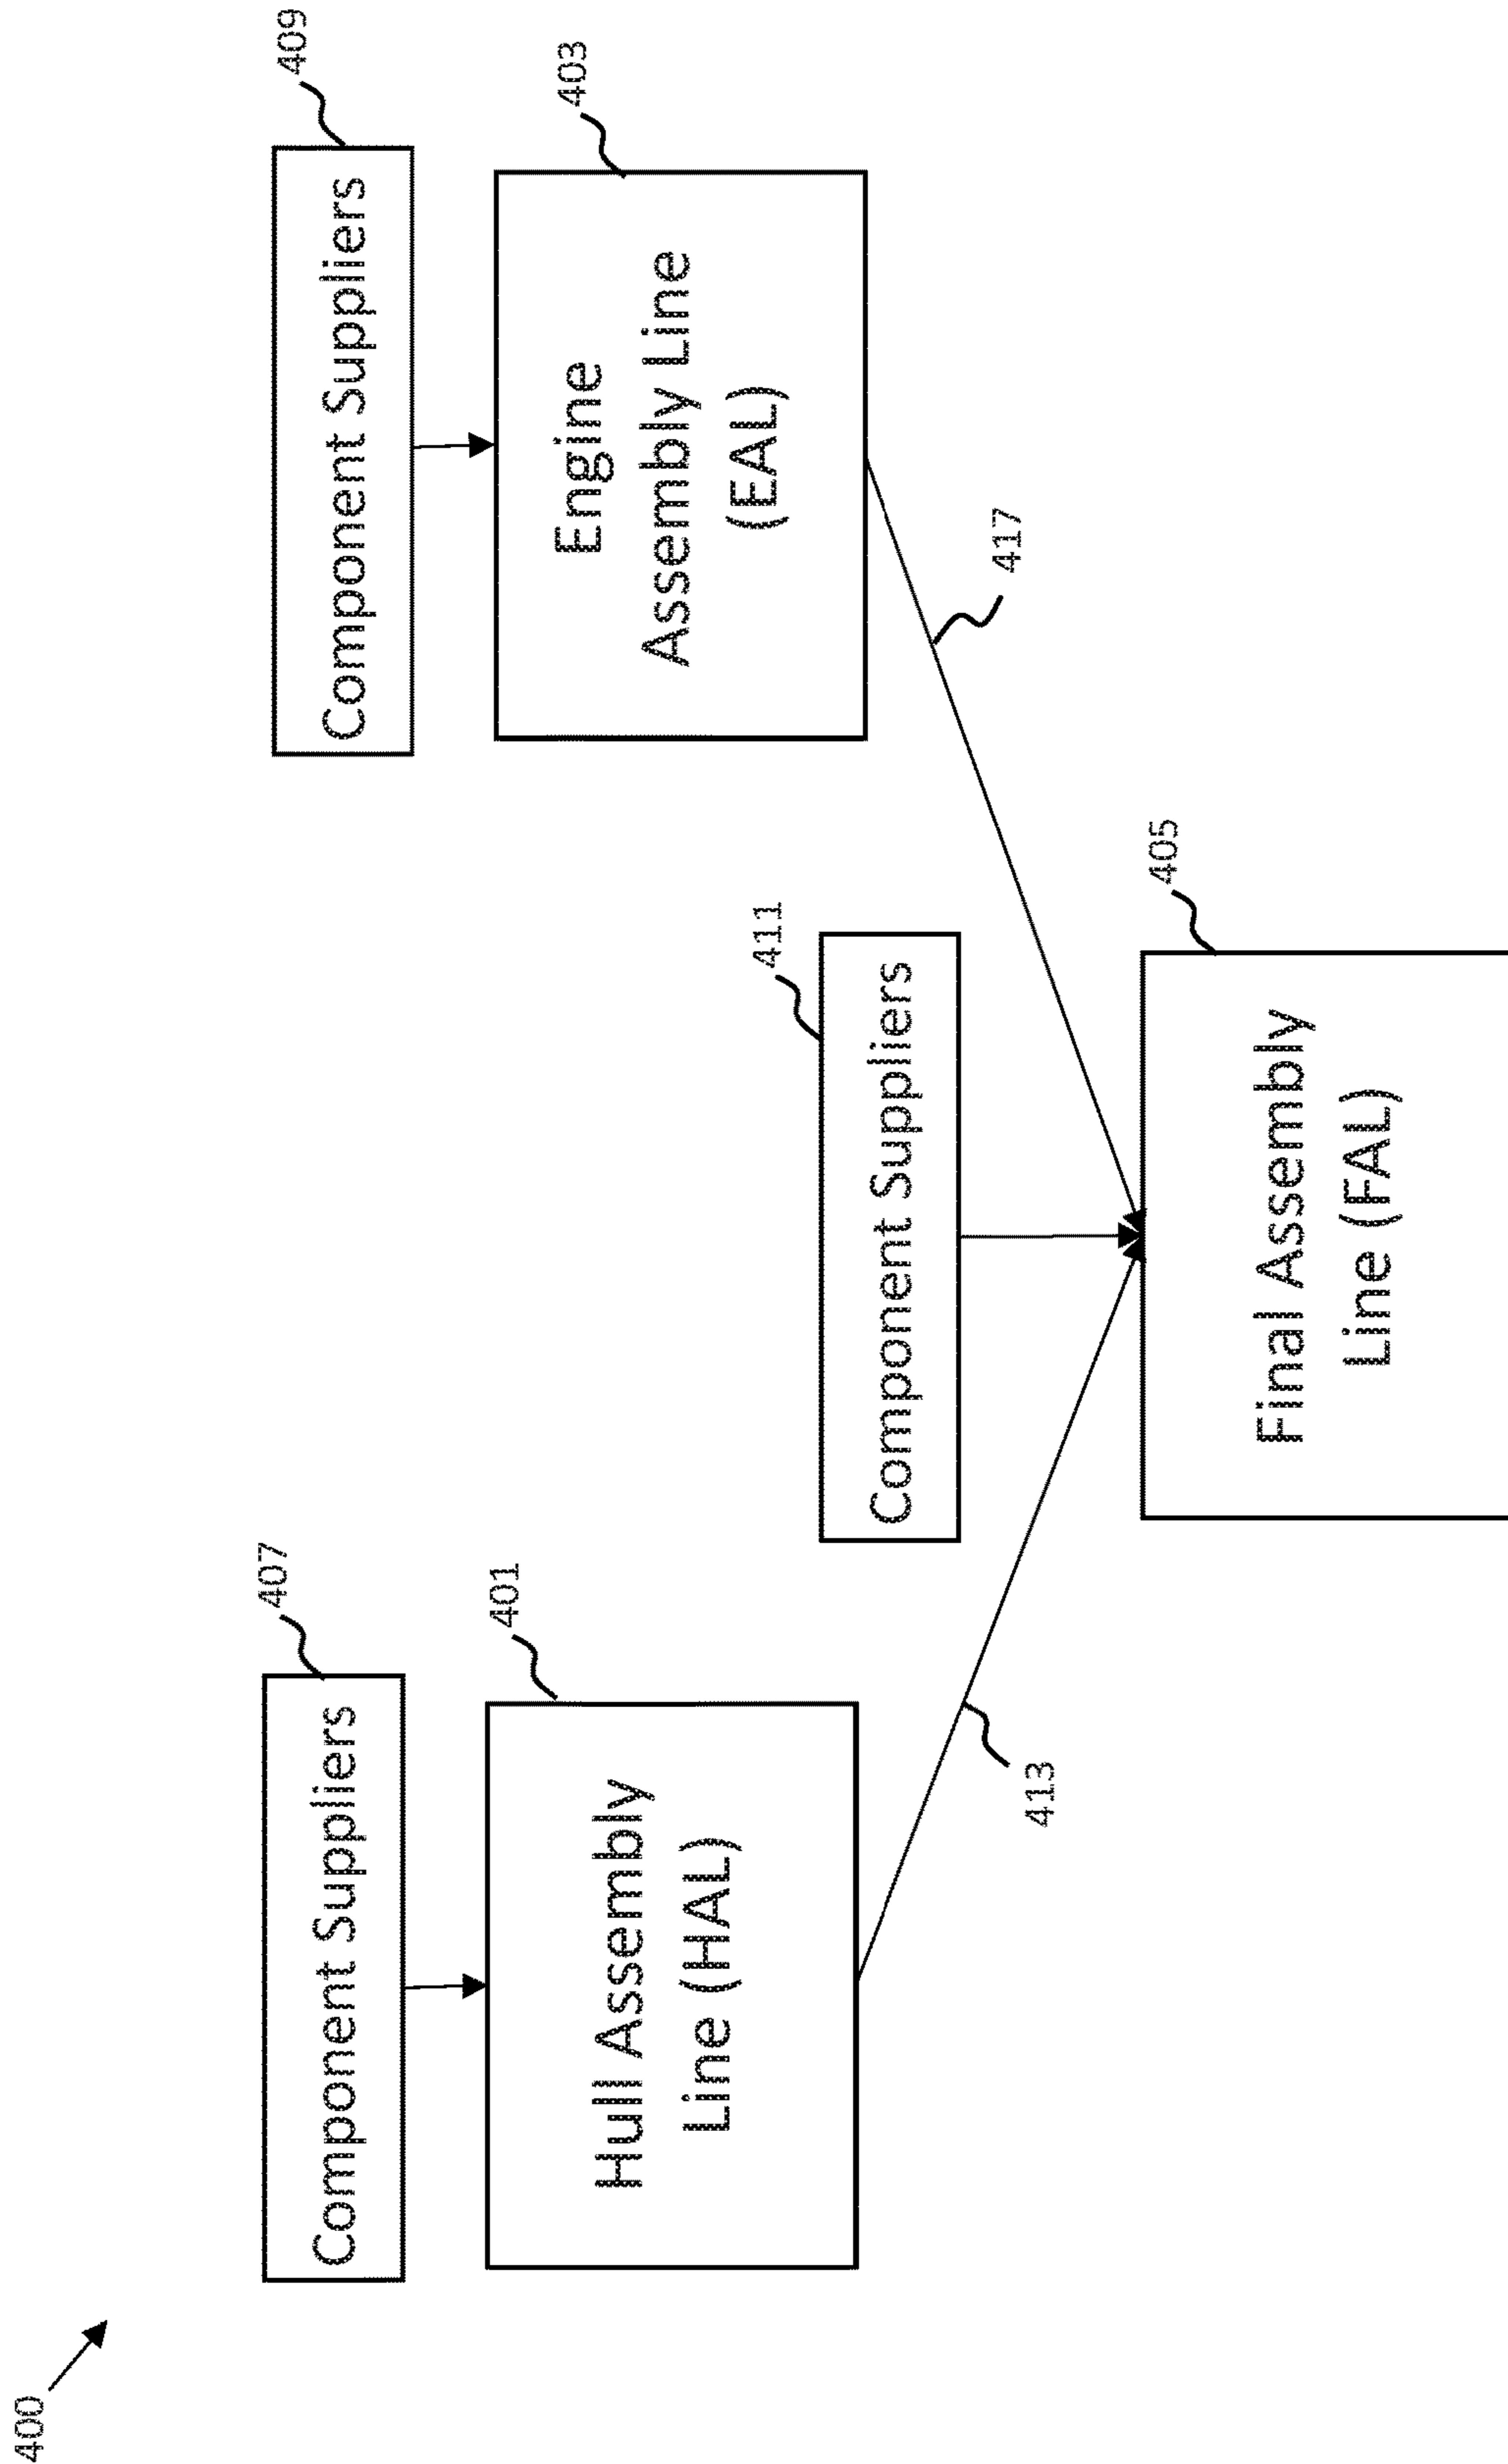 400
407
Component Suppliers
401
Hull Assembly
Line (HAL)
413
411
Component Suppliers
405
Final Assembly
Line (FAL)
409
Component Suppliers
403
Engine
Assembly Line
(EAL)
417